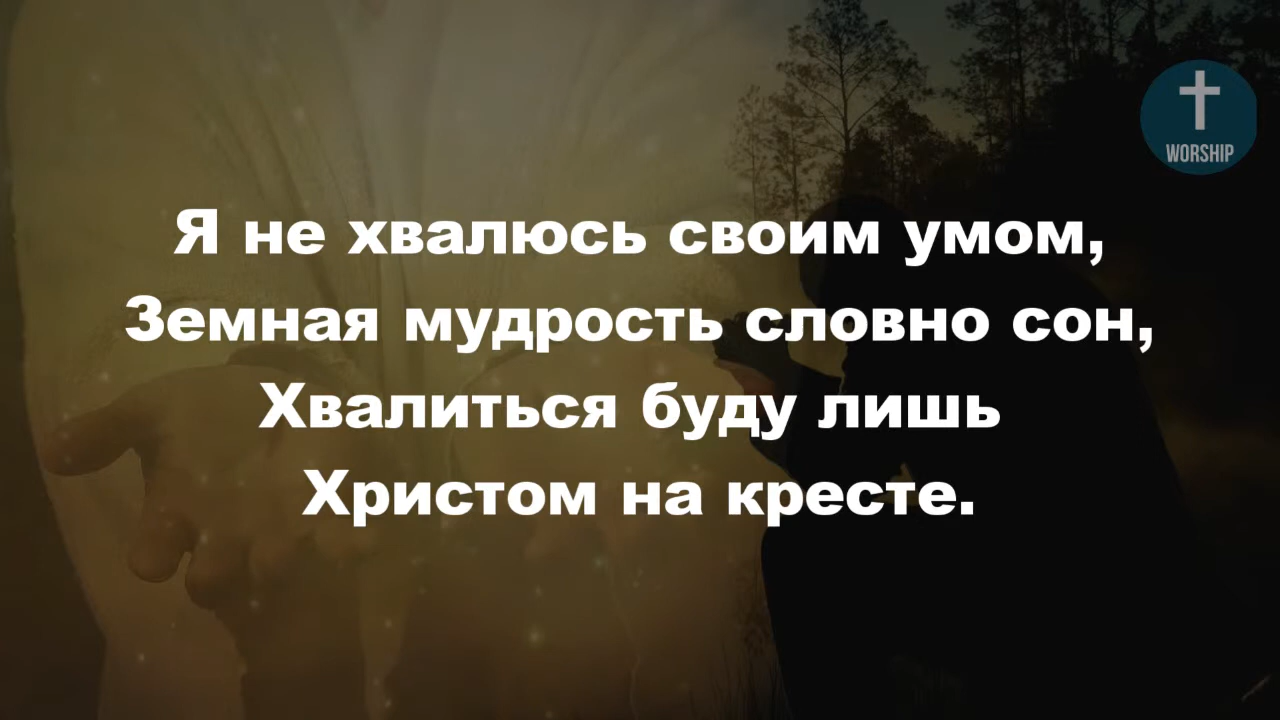 WORSHIP
Я не хвалюсь своим умом,
Земная мудрость словно сон,
Хвалиться буду лишь
Христом на кресте.